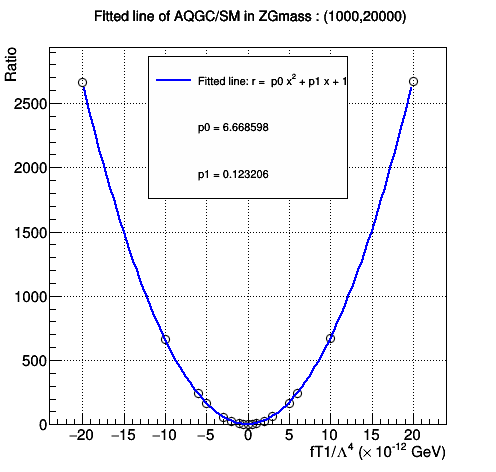 FItted line of AQGC/SM in ZGmass : (1000,20000)
Ratio
Fitted line: r = p0 x² + p1 x + 1
p0 = 6.668598
p1 = 0.123206
2500
2000
1500
1000
500
0
−20 −15 −10 −5 0 5 10 15 20
fT1/Λ⁴ (× 10⁻¹² GeV)